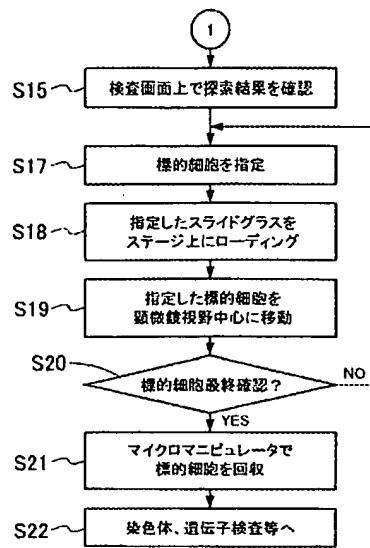 1
S15
検査画面上で探索結果を確認
S17
標的細胞を指定
S18
指定したスライドグラスを
ステージ上にローディング
S19
指定した標的細胞を
顕微鏡視野中心に移動
S20
標的細胞最終確認？
NO
YES
S21
マイクロマニピュレータで
標的細胞を回収
S22
染色体、遺伝子検査等へ